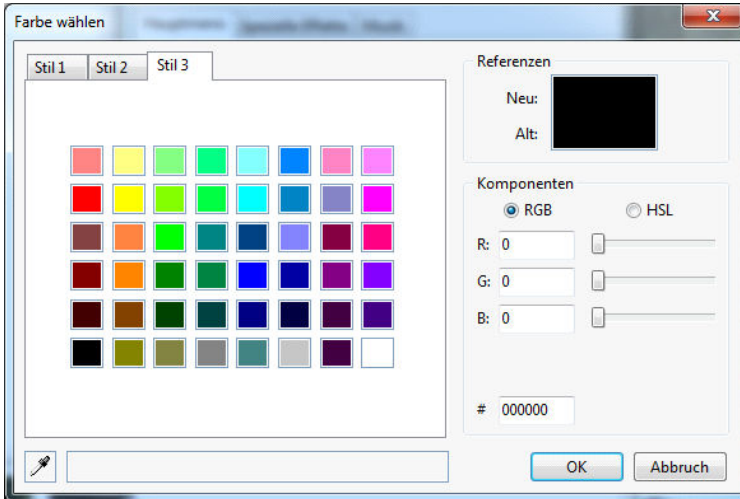 Farbe wählen
Stil 1 Stil 2 Stil 3
Referenzen
Neu:
Alt:
Komponenten
RGB HSL
R: 0
G: 0
B: 0
# 000000
OK Abbruch